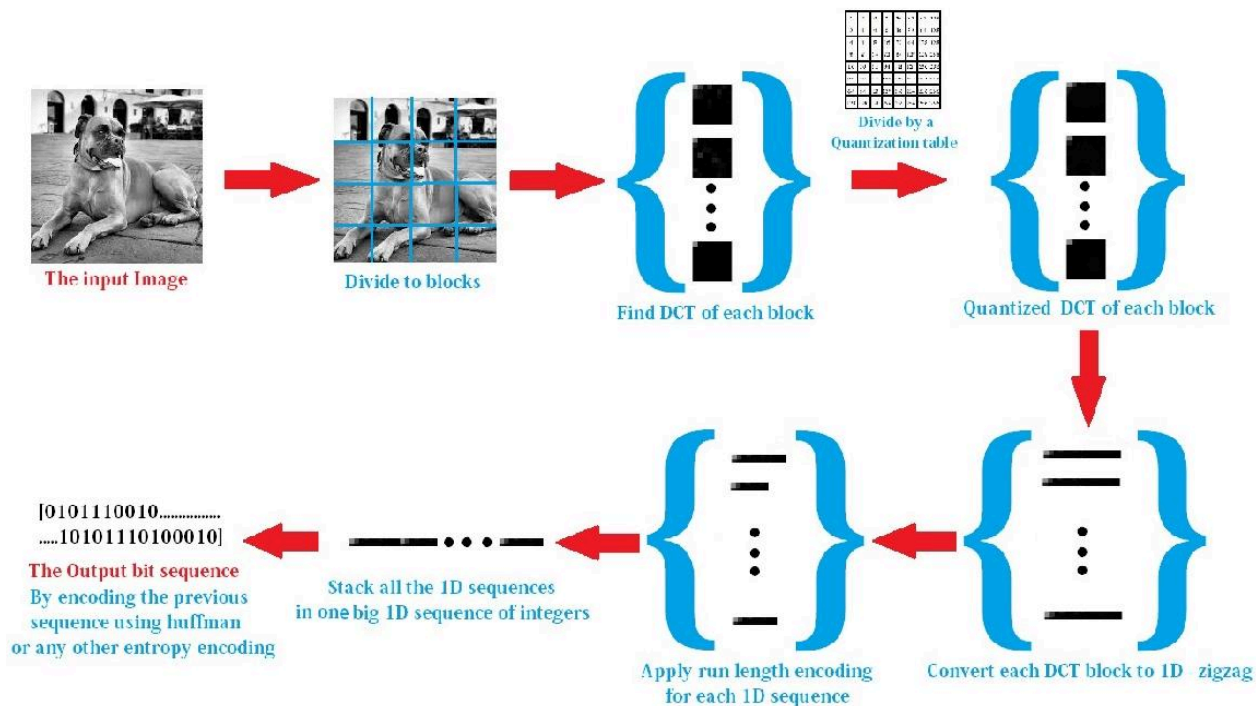 The input Image
Divide to blocks
Find DCT of each block
Divide by a
Quantization table
Quantized DCT of each block
Convert each DCT block to 1D zigzag
Apply run length encoding
for each 1D sequence
Stack all the 1D sequences
in one big 1D sequence of integers
[0101110010................
.....10101110100010]
The Output bit sequence
By encoding the previous
sequence using huffman
or any other entropy encoding